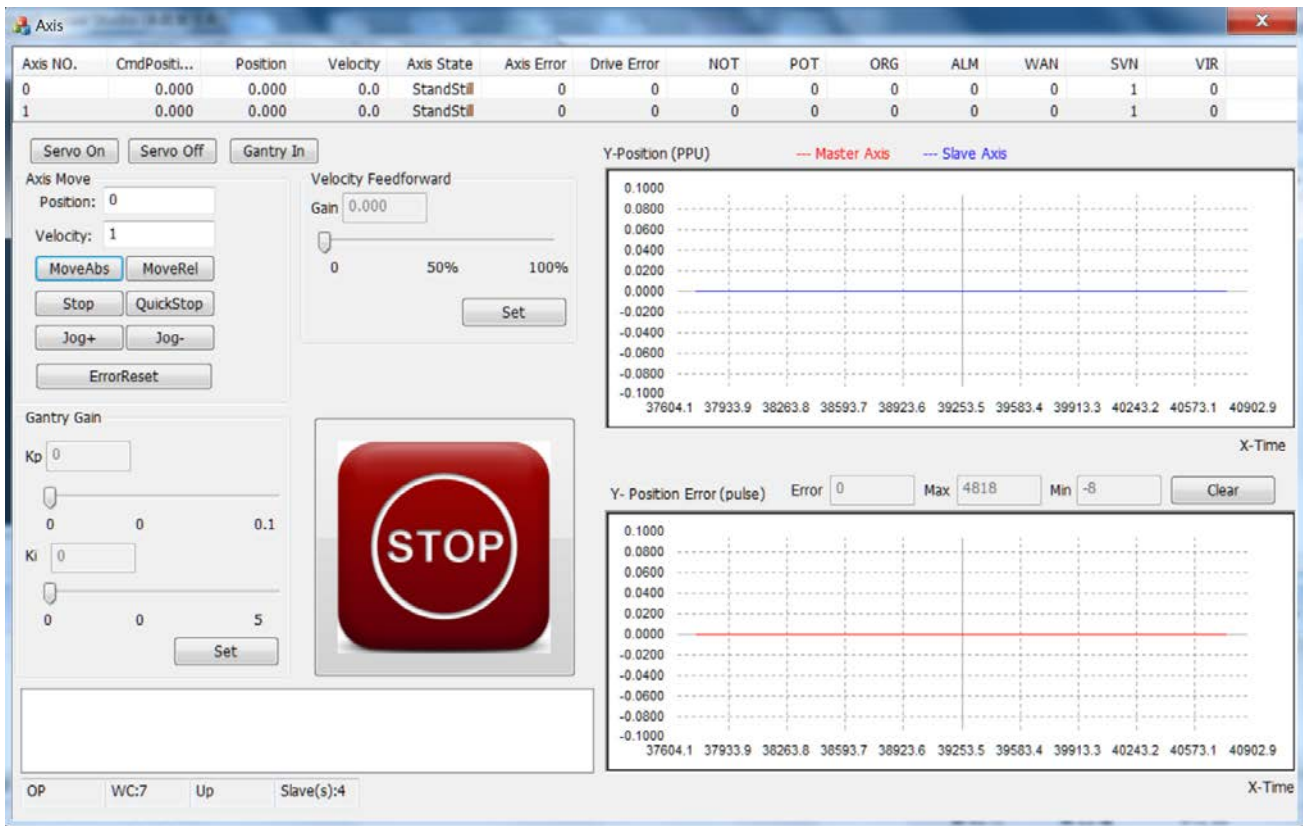 Axis
Axis NO. CmdPositi... Position Velocity Axis State Axis Error Drive Error NOT POT ORG ALM WAN SVN VIR
0 0.000 0.000 0.0 StandStill 0 0 0 0 0 0 0 1 0
1 0.000 0.000 0.0 StandStill 0 0 0 0 0 0 0 1 0
Servo On Servo Off Gantry In
Axis Move
Position: 0
Velocity: 1
MoveAbs MoveRel
Stop QuickStop
Jog+ Jog-
ErrorReset
Velocity Feedforward
Gain 0.000
0 50% 100%
Set
Gantry Gain
Kp 0
0 0 0.1
Ki 0
0 0 5
Set
STOP
Y-Position (PPU) --- Master Axis --- Slave Axis
0.1000
0.0800
0.0600
0.0400
0.0200
0.0000
-0.0200
-0.0400
-0.0600
-0.0800
-0.1000
37604.1 37933.9 38263.8 38593.7 38923.6 39253.5 39583.4 39913.3 40243.2 40573.1 40902.9
X-Time
Y- Position Error (pulse) Error 0 Max 4818 Min -8 Clear
0.1000
0.0800
0.0600
0.0400
0.0200
0.0000
-0.0200
-0.0400
-0.0600
-0.0800
-0.1000
37604.1 37933.9 38263.8 38593.7 38923.6 39253.5 39583.4 39913.3 40243.2 40573.1 40902.9
X-Time
OP WC:7 Up Slave(s):4